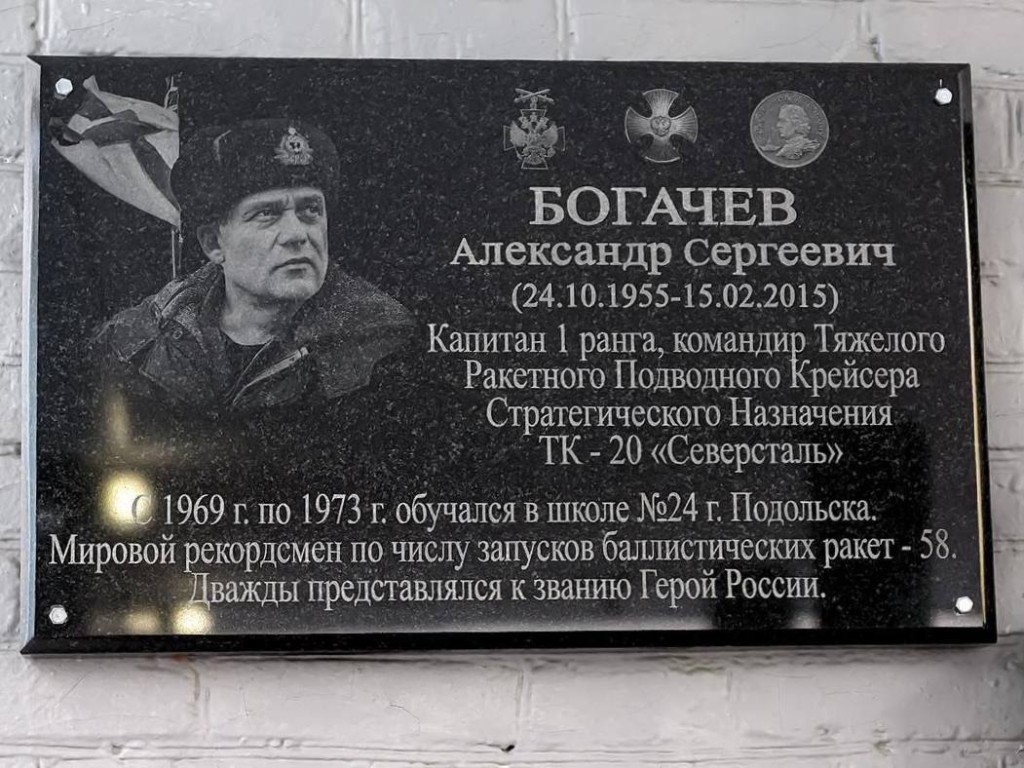 БОГАЧЕВ
Александр Сергеевич
(24.10.1955-15.02.2015)
Капитан 1 ранга, командир Тяжелого
Ракетного Подводного Крейсера
Стратегического Назначения
ТК - 20 «Северсталь»
С 1969 г. по 1973 г. обучался в школе №24 г. Подольска.
Мировой рекордсмен по числу запусков баллистических ракет - 58.
Дважды представлялся к званию Герой России.